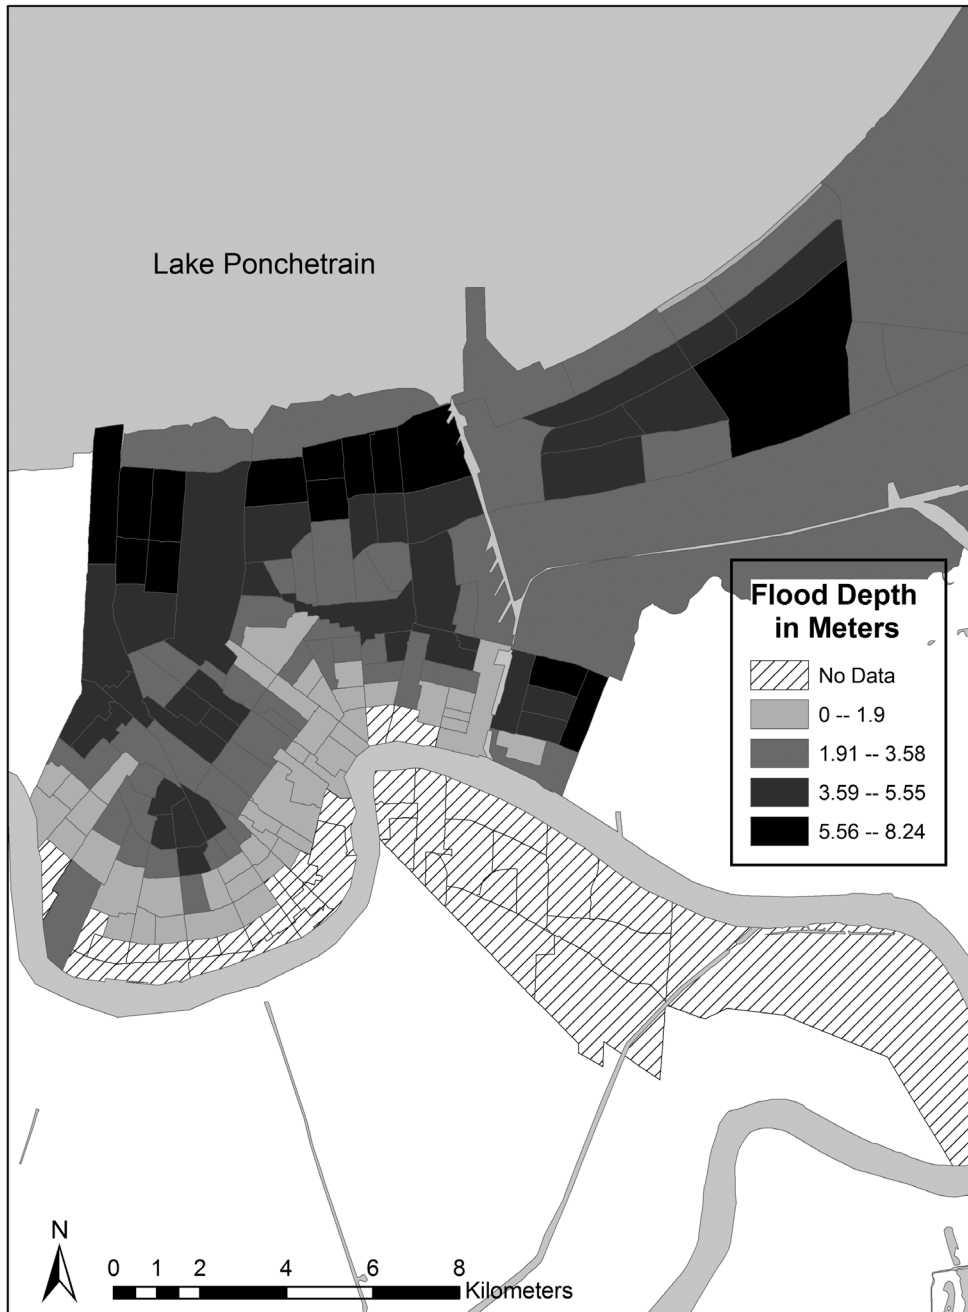 Lake Ponchetrain
Flood Depth
in Meters
No Data
0 -- 1.9
1.91 -- 3.58
3.59 -- 5.55
5.56 -- 8.24
N
0 1 2 4 6 8
Kilometers